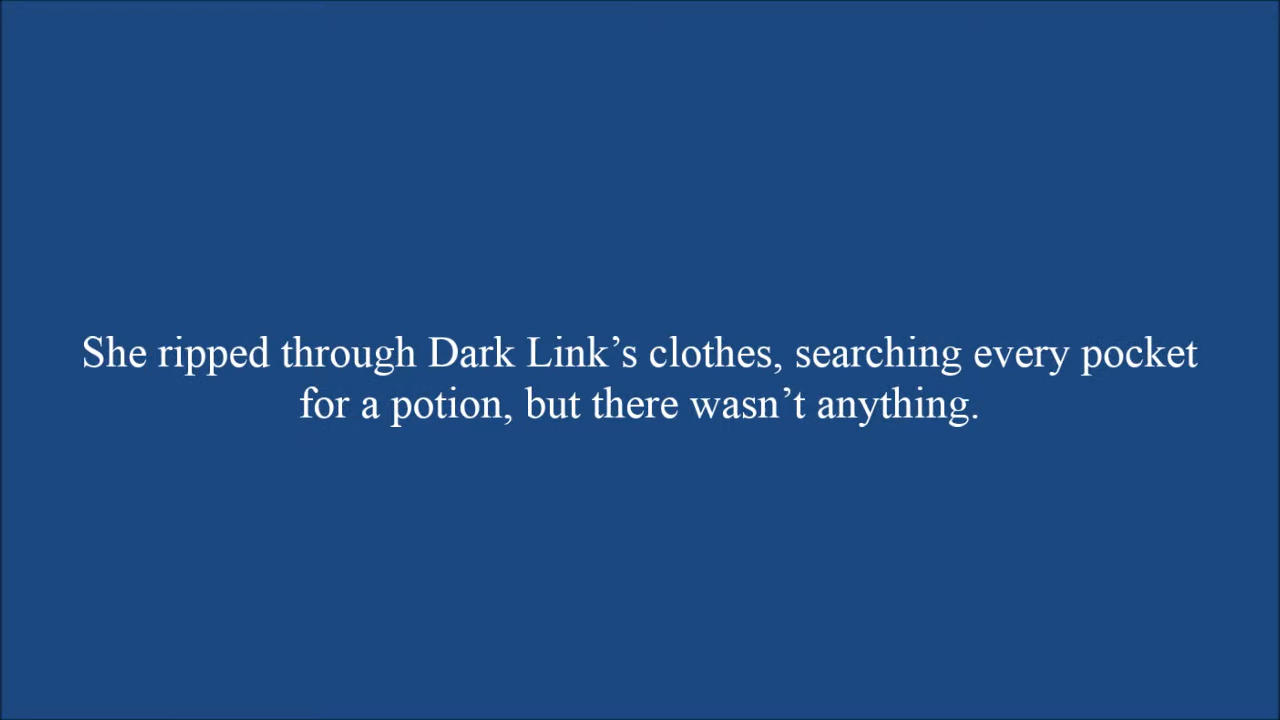 She ripped through Dark Link’s clothes, searching every pocket
for a potion, but there wasn’t anything.